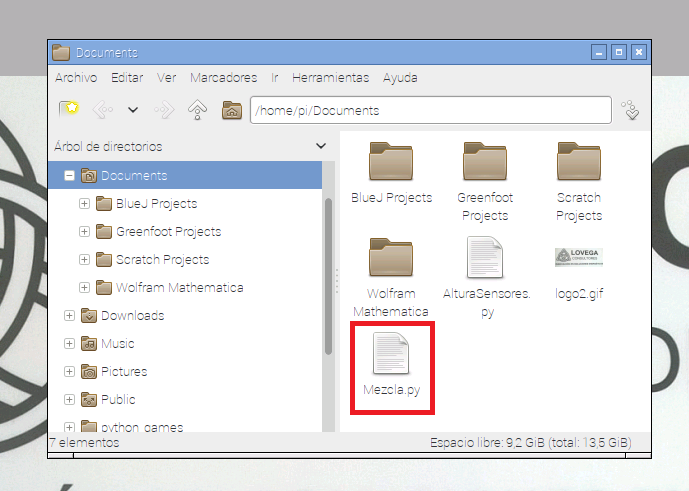 Documents
Archivo Editar Ver Marcadores Ir Herramientas Ayuda
/home/pi/Documents
Árbol de directorios
Documents
BlueJ Projects
Greenfoot Projects
Scratch Projects
Wolfram Mathematica
Downloads
Music
Pictures
Public
python_games
BlueJ Projects
Greenfoot
Projects
Scratch
Projects
Wolfram
Mathematica
AlturaSensores.
py
LOVEGA
logo2.gif
Mezcla.py
7 elementos
Espacio libre: 9,2 GiB (total: 13,5 GiB)